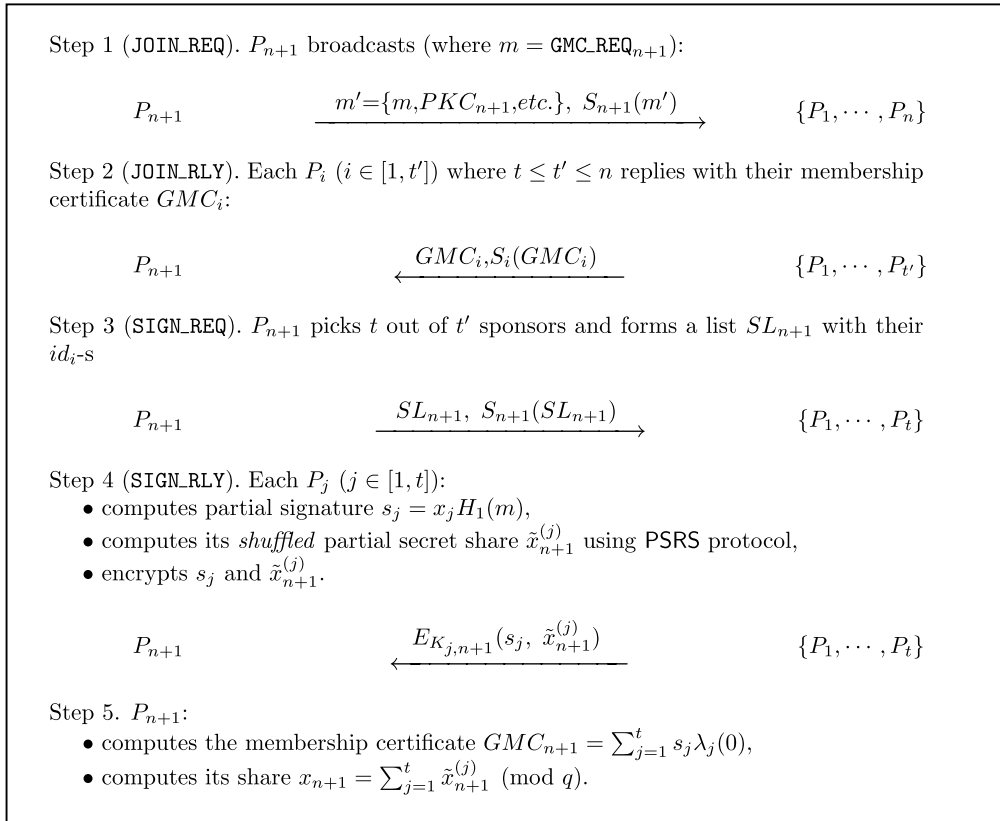 Step 1 (JOIN_REQ). P_{n+1} broadcasts (where m = GMC_REQ_{n+1}):
P_{n+1} m'={m,PKC_{n+1},etc.}, S_{n+1}(m') {P_1, ⋯ , P_n}
Step 2 (JOIN_RLY). Each P_i (i ∈ [1, t']) where t ≤ t' ≤ n replies with their membership
certificate GMC_i:
P_{n+1} GMC_i,S_i(GMC_i) {P_1, ⋯ , P_{t'}}
Step 3 (SIGN_REQ). P_{n+1} picks t out of t' sponsors and forms a list SL_{n+1} with their
id_i-s
P_{n+1} SL_{n+1}, S_{n+1}(SL_{n+1}) {P_1, ⋯ , P_t}
Step 4 (SIGN_RLY). Each P_j (j ∈ [1, t]):
• computes partial signature s_j = x_jH_1(m),
• computes its shuffled partial secret share x̃_{n+1}^{(j)} using PSRS protocol,
• encrypts s_j and x̃_{n+1}^{(j)}.
P_{n+1} E_{K_{j,n+1}}(s_j, x̃_{n+1}^{(j)}) {P_1, ⋯ , P_t}
Step 5. P_{n+1}:
• computes the membership certificate GMC_{n+1} = ∑_{j=1}^{t} s_jλ_j(0),
• computes its share x_{n+1} = ∑_{j=1}^{t} x̃_{n+1}^{(j)} (mod q).